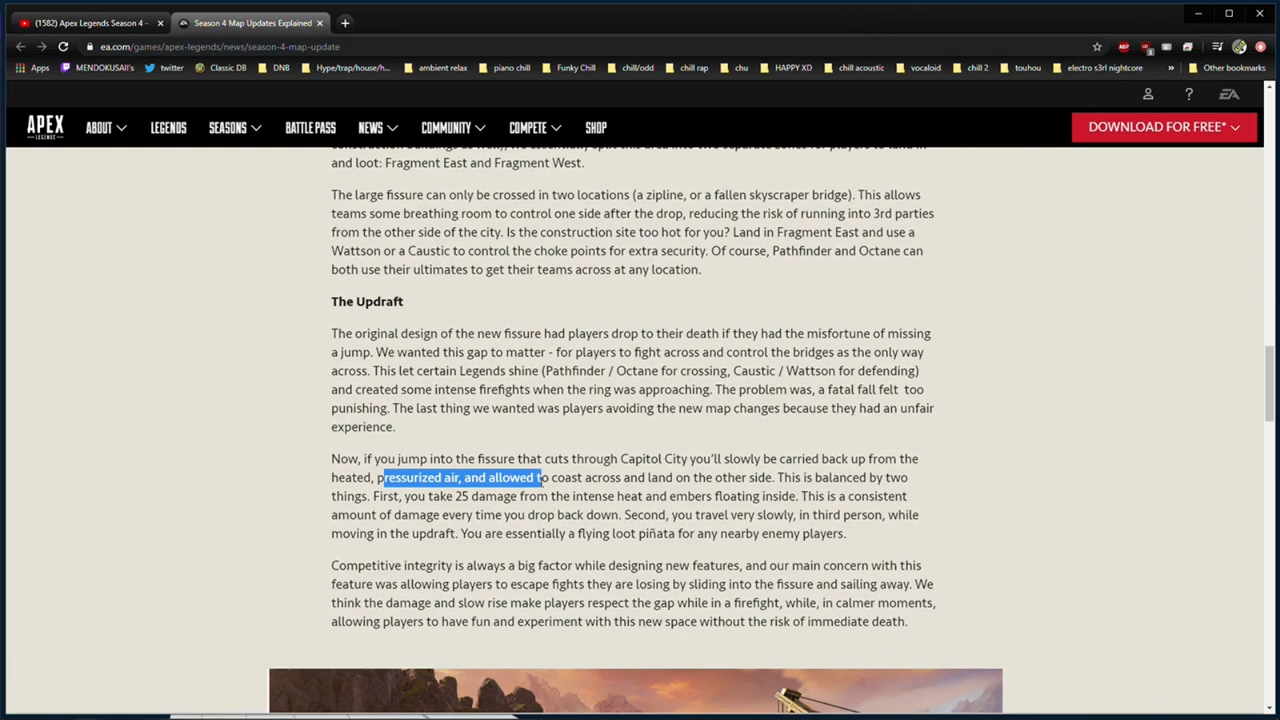 (1582) Apex Legends Season 4 -
Season 4 Map Updates Explained
ea.com/games/apex-legends/news/season-4-map-update
Apps MENDOKUSAII's twitter Classic DB DNB Hype/trap/house/h... ambient relax piano chill Funky Chill chill/odd chill rap chu HAPPY XD chill acoustic vocaloid chill 2 touhou electro s3rl nightcore » Other bookmarks
EA
APEX
LEGENDS
ABOUT LEGENDS SEASONS BATTLE PASS NEWS COMMUNITY COMPETE SHOP
DOWNLOAD FOR FREE*
construction buildings as well), we essentially split this area into two separate zones for players to land in
and loot: Fragment East and Fragment West.
The large fissure can only be crossed in two locations (a zipline, or a fallen skyscraper bridge). This allows
teams some breathing room to control one side after the drop, reducing the risk of running into 3rd parties
from the other side of the city. Is the construction site too hot for you? Land in Fragment East and use a
Wattson or a Caustic to control the choke points for extra security. Of course, Pathfinder and Octane can
both use their ultimates to get their teams across at any location.
The Updraft
The original design of the new fissure had players drop to their death if they had the misfortune of missing
a jump. We wanted this gap to matter - for players to fight across and control the bridges as the only way
across. This let certain Legends shine (Pathfinder / Octane for crossing, Caustic / Wattson for defending)
and created some intense firefights when the ring was approaching. The problem was, a fatal fall felt too
punishing. The last thing we wanted was players avoiding the new map changes because they had an unfair
experience.
Now, if you jump into the fissure that cuts through Capitol City you'll slowly be carried back up from the
heated, pressurized air, and allowed to coast across and land on the other side. This is balanced by two
things. First, you take 25 damage from the intense heat and embers floating inside. This is a consistent
amount of damage every time you drop back down. Second, you travel very slowly, in third person, while
moving in the updraft. You are essentially a flying loot piñata for any nearby enemy players.
Competitive integrity is always a big factor while designing new features, and our main concern with this
feature was allowing players to escape fights they are losing by sliding into the fissure and sailing away. We
think the damage and slow rise make players respect the gap while in a firefight, while, in calmer moments,
allowing players to have fun and experiment with this new space without the risk of immediate death.